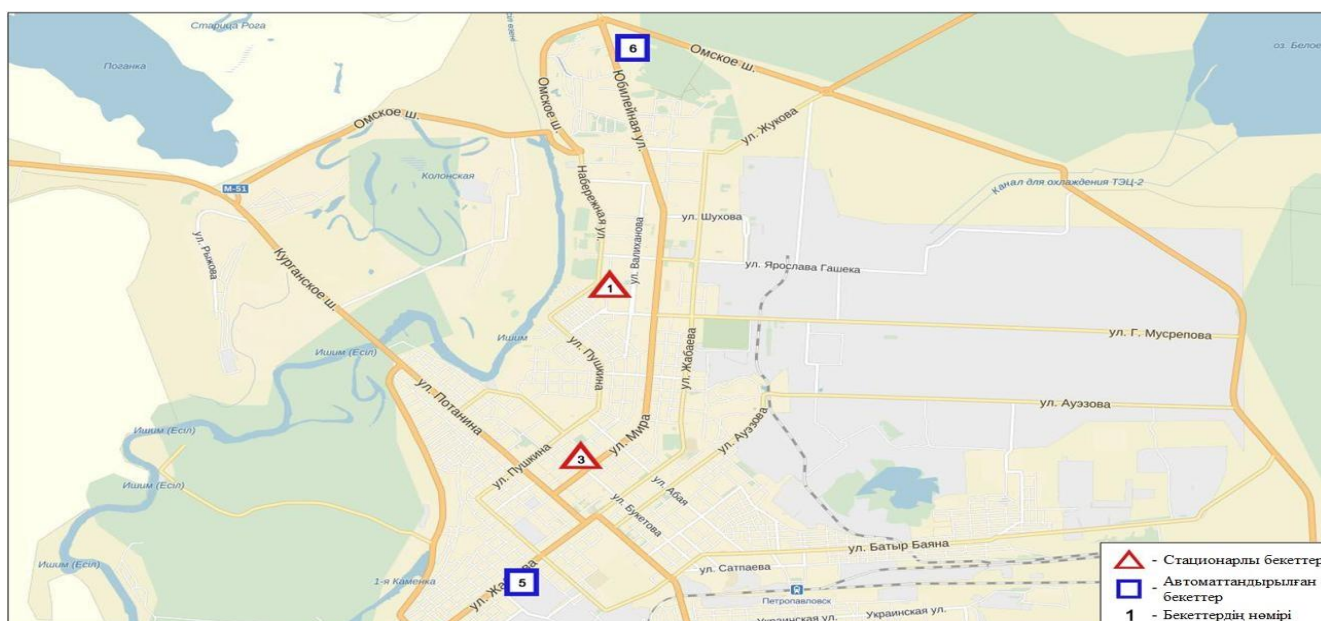 Старица Рога
Поганка
6
Омское ш.
оз. Белое
Омское ш.
Юбилейная ул.
ул. Жукова
Омское ш.
Колонская
Канал для охлаждения ТЭЦ-2
М-51
Набережная ул.
ул. Валиханова
ул. Шухова
ул. Рыжова
Курганское ш.
ул. Ярослава Гашека
1
Ишим
ул. Г. Мусрепова
Ишим (Есіл)
ул. Пушкина
ул. Жабаева
ул. Потанина
ул. Ауэзова
Ишим (Есіл)
ул. Мира
ул. Ауэзова
3
ул. Пушкина
Ишим (Есіл)
ул. Абая
ул. Букетова
ул. Батыр Баяна
Ишим (Есіл)
ул. Сатпаева
1-я Каменка
5
Петропавловск
Украинская ул.
Украинская ул.
- Стационарлы бекеттер
- Автоматтандырылған
бекеттер
1 - Бекеттердің нөмірі